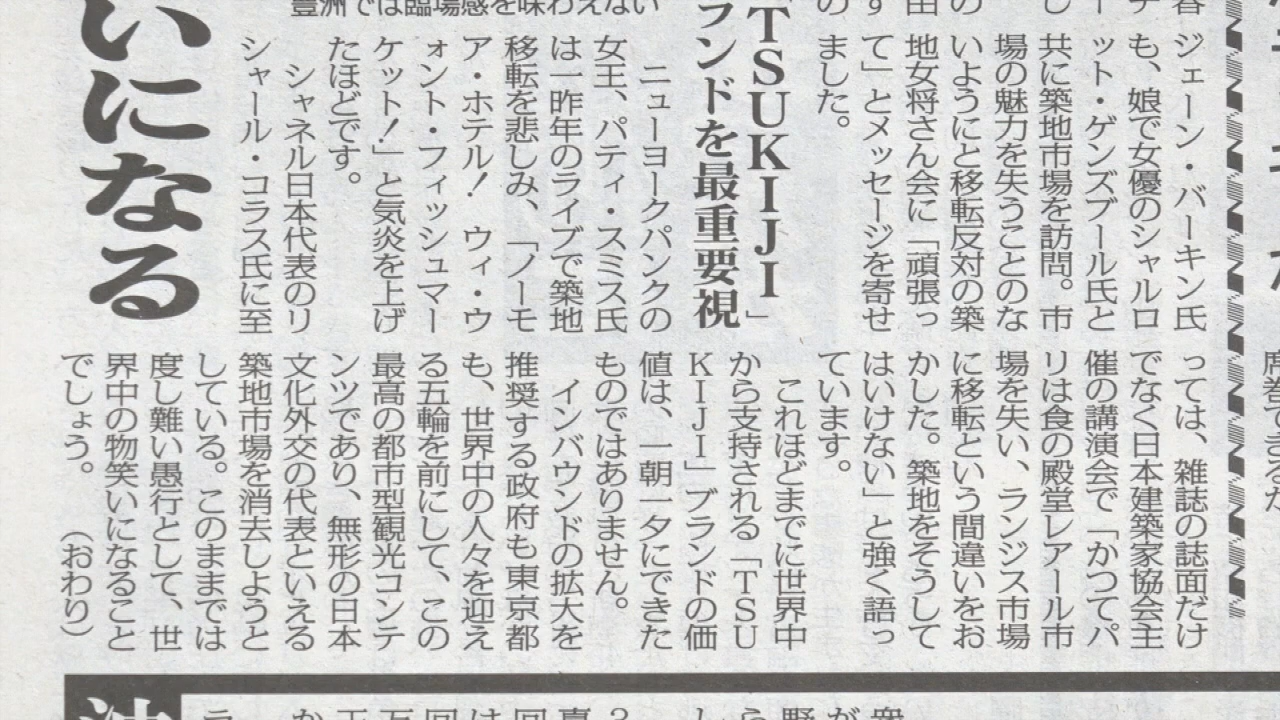 豊洲では臨場感を味わえない
いになる
ジェーン・バーキン氏
も、娘で女優のシャルロ
ット・ゲンズブール氏と
共に築地市場を訪問。市
場の魅力を失うことのな
いようにと移転反対の築
地女将さん会に「頑張っ
て」とメッセージを寄せ
ました。
TSUKIJI」
ランドを最重要視
ニューヨークパンクの
女王、パティ・スミス氏
は一昨年のライブで築地
移転を悲しみ、「ノーモ
ア・ホテル！　ウィ・ウ
ォント・フィッシュマー
ケット！」と気炎を上げ
たほどです。
シャネル日本代表のリ
シャール・コラス氏に至
っては、雑誌の誌面だけ
でなく日本建築家協会主
催の講演会で「かつてパ
リは食の殿堂レアール市
場を失い、ランジス市場
に移転という間違いをお
かした。築地をそうして
はいけない」と強く語っ
ています。
これほどまでに世界中
から支持される「TSU
KIJI」ブランドの価
値は、一朝一夕にできた
ものではありません。
インバウンドの拡大を
推奨する政府も東京都
も、世界中の人々を迎え
る五輪を前にして、この
最高の都市型観光コンテ
ンツであり、無形の日本
文化外交の代表といえる
築地市場を消去しようと
している。このままでは
度し難い愚行として、世
界中の物笑いになること
でしょう。　（おわり）